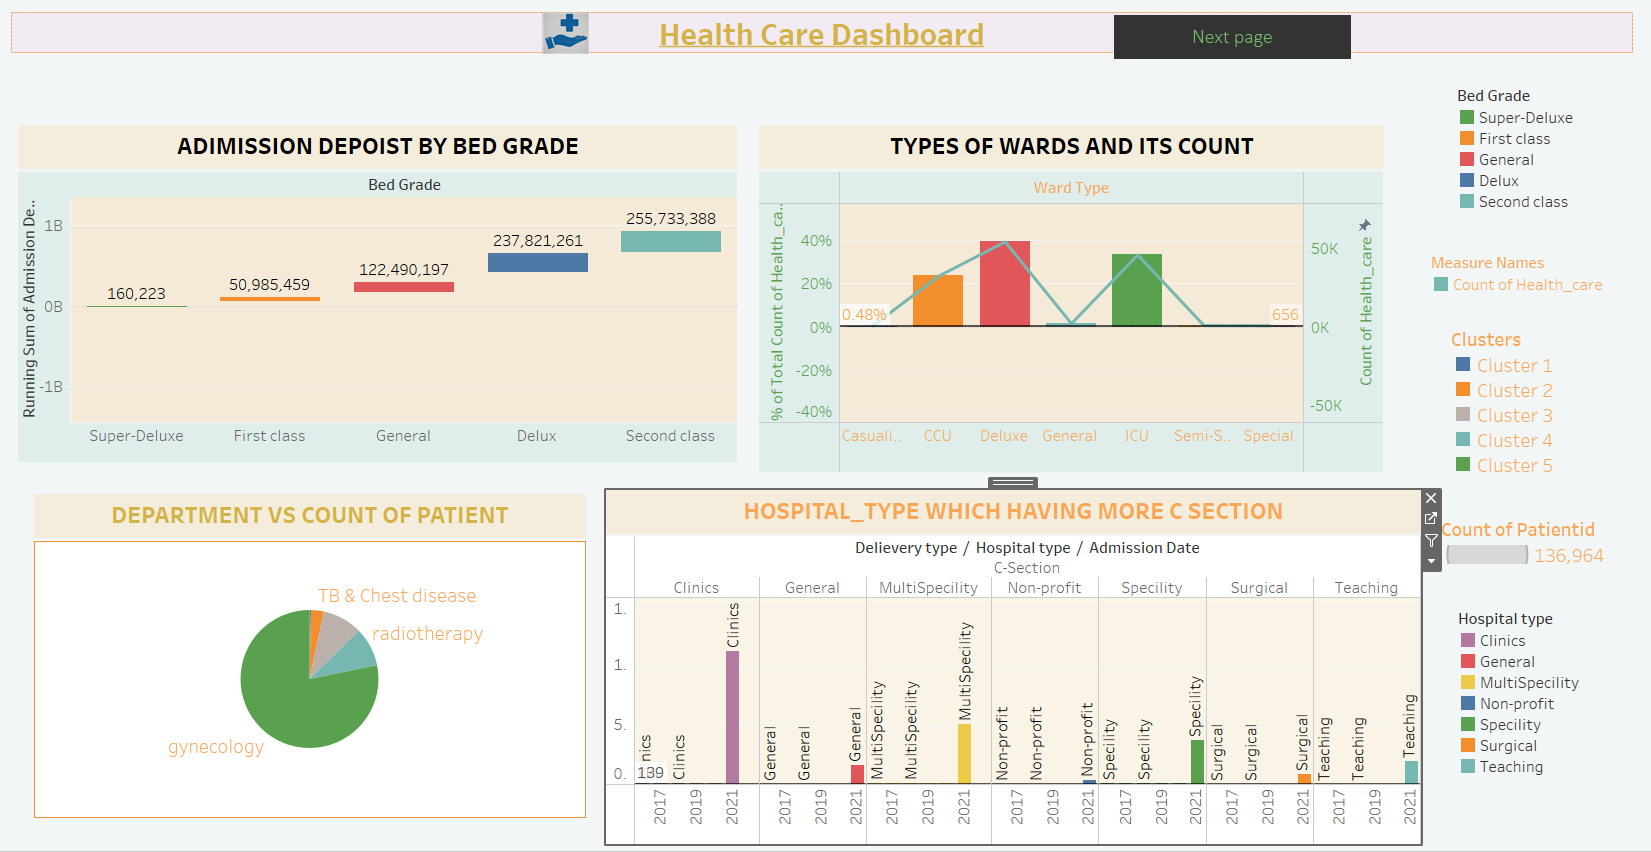 Health Care Dashboard
Next page
ADIMISSION DEPOIST BY BED GRADE
Bed Grade
Running Sum of Admission De..
1B
0B
-1B
160,223
50,985,459
122,490,197
237,821,261
255,733,388
Super-Deluxe
First class
General
Delux
Second class
TYPES OF WARDS AND ITS COUNT
Ward Type
% of Total Count of Health_ca..
40%
20%
0%
-20%
-40%
0.48%
656
50K
0K
-50K
Count of Health_care
Casuali..
CCU
Deluxe
General
ICU
Semi-S..
Special
Bed Grade
Super-Deluxe
First class
General
Delux
Second class
Measure Names
Count of Health_care
Clusters
Cluster 1
Cluster 2
Cluster 3
Cluster 4
Cluster 5
DEPARTMENT VS COUNT OF PATIENT
TB & Chest disease
radiotherapy
gynecology
HOSPITAL_TYPE WHICH HAVING MORE C SECTION
Delievery type / Hospital type / Admission Date
C-Section
Clinics
General
MultiSpecility
Non-profit
Specility
Surgical
Teaching
1.
1.
5.
0.
139
nics
Clinics
Clinics
General
General
General
MultiSpecility
MultiSpecility
MultiSpecility
Non-profit
Non-profit
Non-profit
Specility
Specility
Specility
Surgical
Surgical
Surgical
Teaching
Teaching
Teaching
2017
2019
2021
2017
2019
2021
2017
2019
2021
2017
2019
2021
2017
2019
2021
2017
2019
2021
2017
2019
2021
Count of Patientid
136,964
Hospital type
Clinics
General
MultiSpecility
Non-profit
Specility
Surgical
Teaching